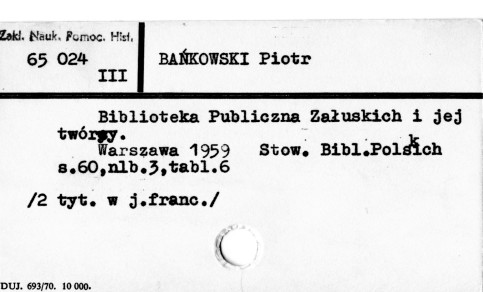 Zakł. Nauk. Pomoc. Hist.
65 024
III
BAŃKOWSKI Piotr
Biblioteka Publiczna Załuskich i jej
twórcy.
Warszawa 1959 Stow. Bibl.Polskich
s.60,nlb.3,tabl.6
/2 tyt. w j.franc./
DUJ. 693/70. 10 000.